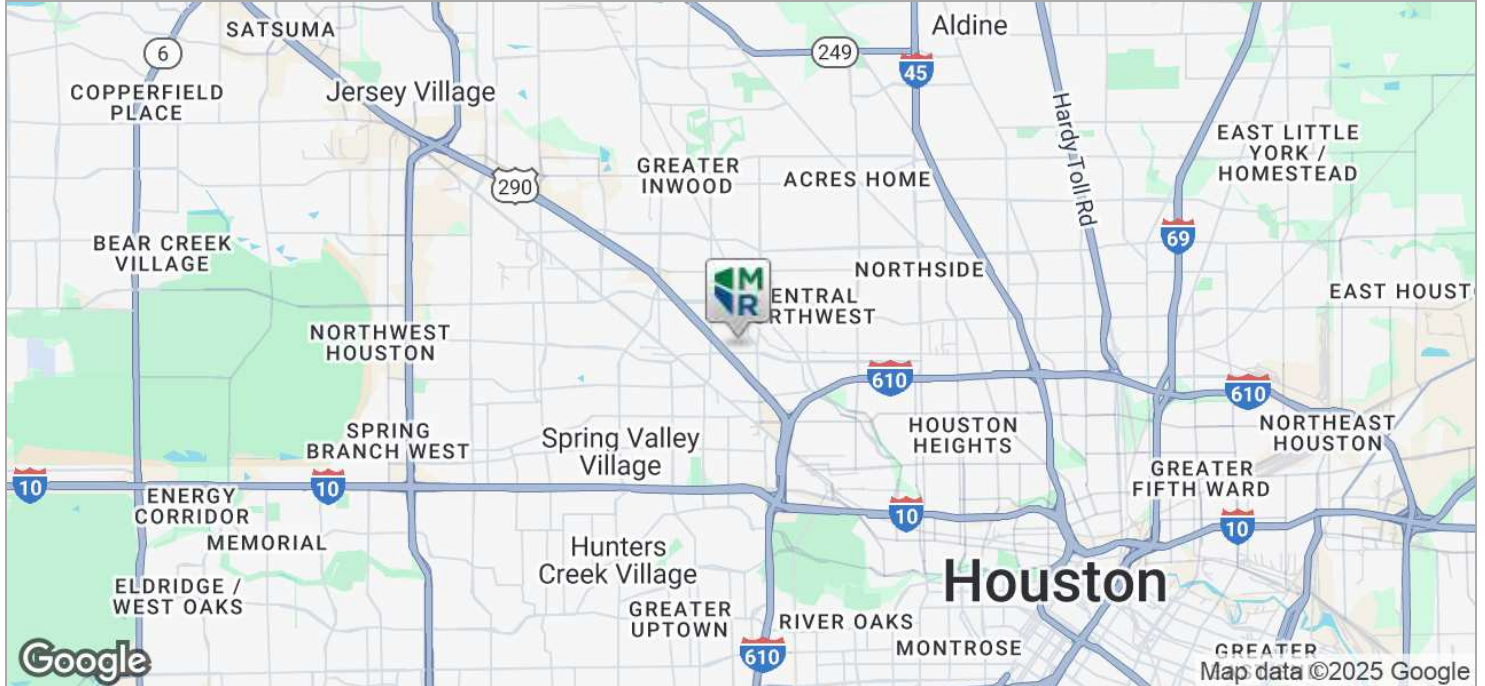 SATSUMA
6
COPPERFIELD
PLACE
Jersey Village
290
249
Aldine
45
Hardy Toll Rd
EAST LITTLE
YORK /
HOMESTEAD
GREATER
INWOOD
ACRES HOME
69
BEAR CREEK
VILLAGE
NORTHSIDE
M
R
ENTRAL
RTHWEST
EAST HOUST
NORTHWEST
HOUSTON
610
610
SPRING
BRANCH WEST
Spring Valley
Village
HOUSTON
HEIGHTS
NORTHEAST
HOUSTON
GREATER
FIFTH WARD
10
10
10
10
ENERGY
CORRIDOR
MEMORIAL
Hunters
Creek Village
Houston
ELDRIDGE /
WEST OAKS
GREATER
UPTOWN
RIVER OAKS
610
MONTROSE
GREATER
Google
Map data ©2025 Google